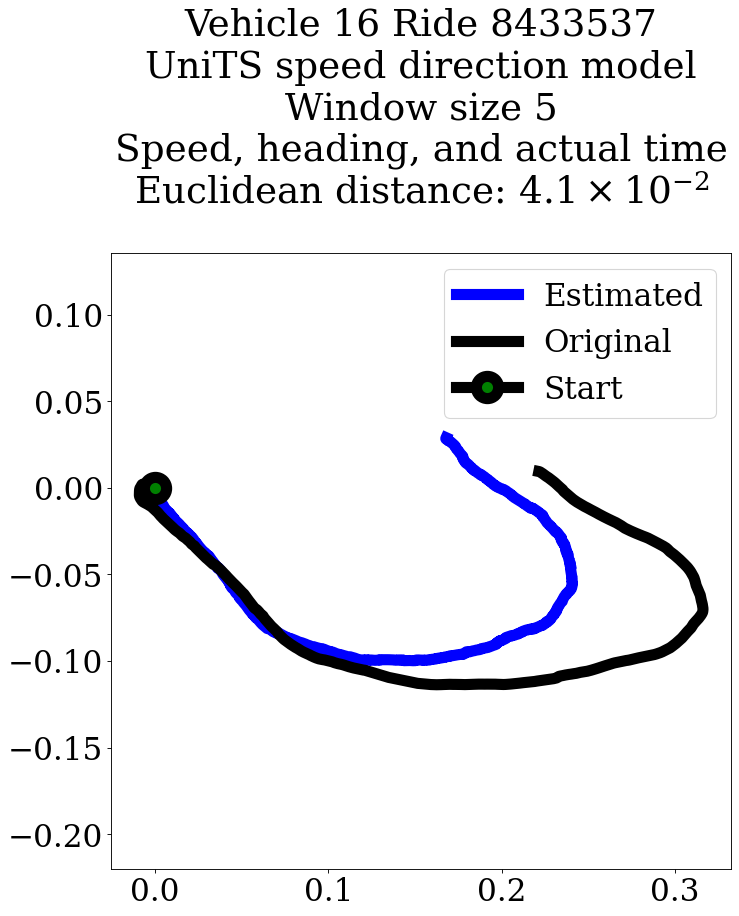 Vehicle 16 Ride 8433537
UniTS speed direction model
Window size 5
Speed, heading, and actual time
Euclidean distance: 4.1 × 10⁻²
Estimated
Original
Start
0.10
0.05
0.00
−0.05
−0.10
−0.15
−0.20
0.0 0.1 0.2 0.3